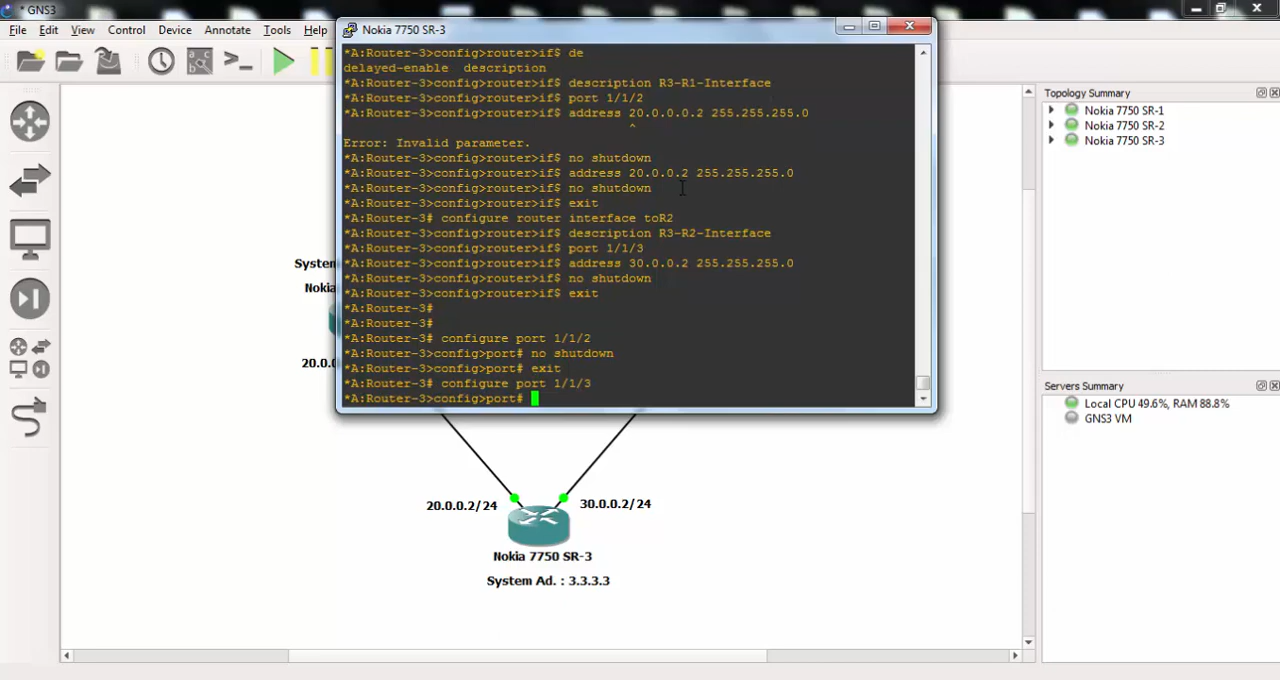 * GNS3
File Edit View Control Device Annotate Tools Help
Nokia 7750 SR-3
*A:Router-3>config>router>if$ de
delayed-enable description
*A:Router-3>config>router>if$ description R3-R1-Interface
*A:Router-3>config>router>if$ port 1/1/2
*A:Router-3>config>router>if$ address 20.0.0.0.2 255.255.255.0
^
Error: Invalid parameter.
*A:Router-3>config>router>if$ no shutdown
*A:Router-3>config>router>if$ address 20.0.0.2 255.255.255.0
*A:Router-3>config>router>if$ no shutdown
*A:Router-3>config>router>if$ exit
*A:Router-3# configure router interface toR2
*A:Router-3>config>router>if$ description R3-R2-Interface
*A:Router-3>config>router>if$ port 1/1/3
*A:Router-3>config>router>if$ address 30.0.0.2 255.255.255.0
*A:Router-3>config>router>if$ no shutdown
*A:Router-3>config>router>if$ exit
*A:Router-3#
*A:Router-3#
*A:Router-3# configure port 1/1/2
*A:Router-3>config>port# no shutdown
*A:Router-3>config>port# exit
*A:Router-3# configure port 1/1/3
*A:Router-3>config>port#
System
Nokia
20.0.0
20.0.0.2/24
30.0.0.2/24
Nokia 7750 SR-3
System Ad. : 3.3.3.3
Topology Summary
Nokia 7750 SR-1
Nokia 7750 SR-2
Nokia 7750 SR-3
Servers Summary
Local CPU 49.6%, RAM 88.8%
GNS3 VM